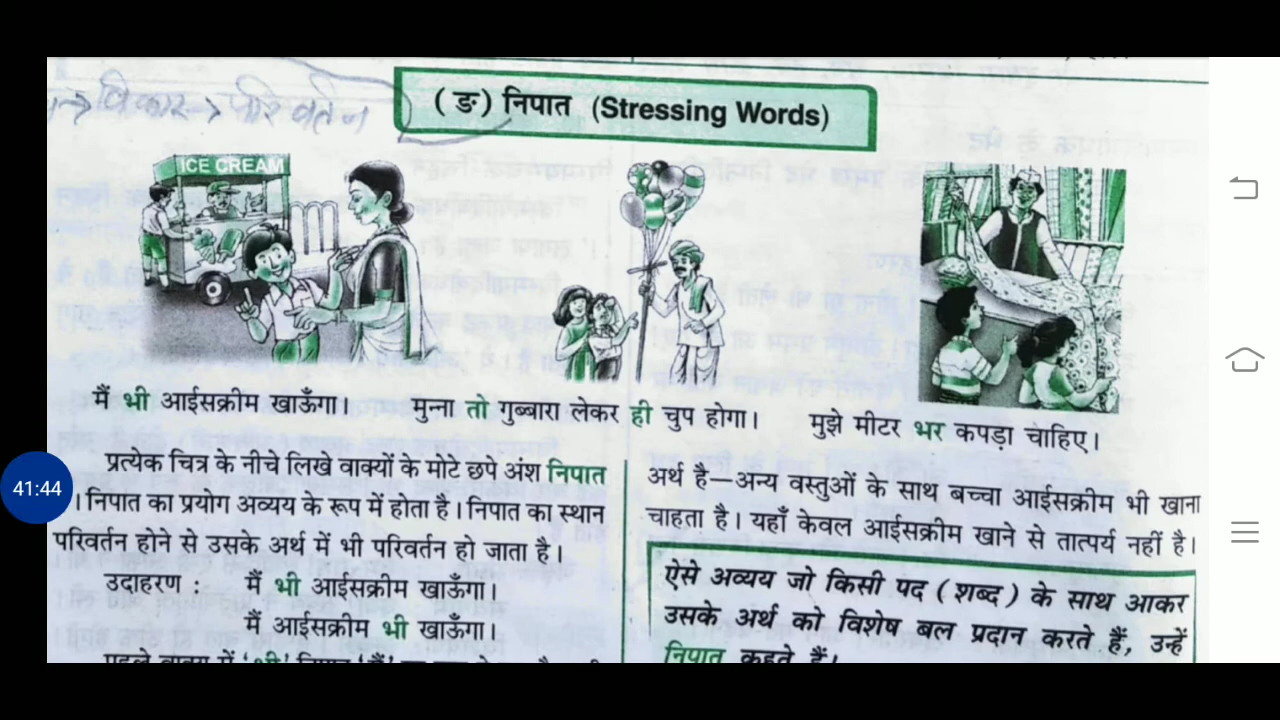 विकार → परिवर्तन
( ङ ) निपात (Stressing Words)
ICE CREAM
मैं भी आईसक्रीम खाऊँगा।
मुन्ना तो गुब्बारा लेकर ही चुप होगा।
मुझे मीटर भर कपड़ा चाहिए।
प्रत्येक चित्र के नीचे लिखे वाक्यों के मोटे छपे अंश निपात
। निपात का प्रयोग अव्यय के रूप में होता है। निपात का स्थान
परिवर्तन होने से उसके अर्थ में भी परिवर्तन हो जाता है।
उदाहरण : मैं भी आईसक्रीम खाऊँगा।
मैं आईसक्रीम भी खाऊँगा।
पहले वाक्य में 'भी' निपात
अर्थ है—अन्य वस्तुओं के साथ बच्चा आईसक्रीम भी खाना
चाहता है। यहाँ केवल आईसक्रीम खाने से तात्पर्य नहीं है।
ऐसे अव्यय जो किसी पद ( शब्द ) के साथ आकर
उसके अर्थ को विशेष बल प्रदान करते हैं, उन्हें
निपात कहते हैं।
41:44